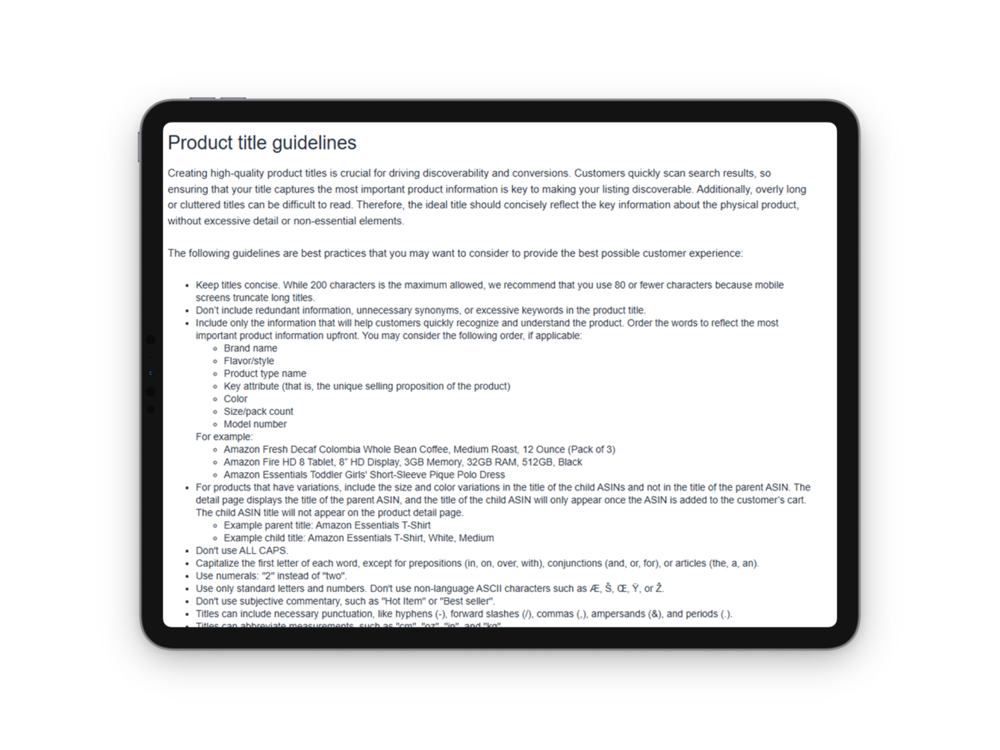 Product title guidelines
Creating high-quality product titles is crucial for driving discoverability and conversions. Customers quickly scan search results, so
ensuring that your title captures the most important product information is key to making your listing discoverable. Additionally, overly long
or cluttered titles can be difficult to read. Therefore, the ideal title should concisely reflect the key information about the physical product,
without excessive detail or non-essential elements.
The following guidelines are best practices that you may want to consider to provide the best possible customer experience:
• Keep titles concise. While 200 characters is the maximum allowed, we recommend that you use 80 or fewer characters because mobile
screens truncate long titles.
• Don't include redundant information, unnecessary synonyms, or excessive keywords in the product title.
• Include only the information that will help customers quickly recognize and understand the product. Order the words to reflect the most
important product information upfront. You may consider the following order, if applicable:
◦ Brand name
◦ Flavor/style
◦ Product type name
◦ Key attribute (that is, the unique selling proposition of the product)
◦ Color
◦ Size/pack count
◦ Model number
For example:
◦ Amazon Fresh Decaf Colombia Whole Bean Coffee, Medium Roast, 12 Ounce (Pack of 3)
◦ Amazon Fire HD 8 Tablet, 8” HD Display, 3GB Memory, 32GB RAM, 512GB, Black
◦ Amazon Essentials Toddler Girls' Short-Sleeve Pique Polo Dress
• For products that have variations, include the size and color variations in the title of the child ASINs and not in the title of the parent ASIN. The
detail page displays the title of the parent ASIN, and the title of the child ASIN will only appear once the ASIN is added to the customer's cart.
The child ASIN title will not appear on the product detail page.
◦ Example parent title: Amazon Essentials T-Shirt
◦ Example child title: Amazon Essentials T-Shirt, White, Medium
• Don't use ALL CAPS.
• Capitalize the first letter of each word, except for prepositions (in, on, over, with), conjunctions (and, or, for), or articles (the, a, an).
• Use numerals: "2" instead of "two".
• Use only standard letters and numbers. Don't use non-language ASCII characters such as Æ, Š, Œ, Ÿ, or Ž.
• Don't use subjective commentary, such as "Hot Item" or "Best seller".
• Titles can include necessary punctuation, like hyphens (-), forward slashes (/), commas (,), ampersands (&), and periods (.).
• Titles can abbreviate measurements, such as "cm", "oz", "in", and "kg"